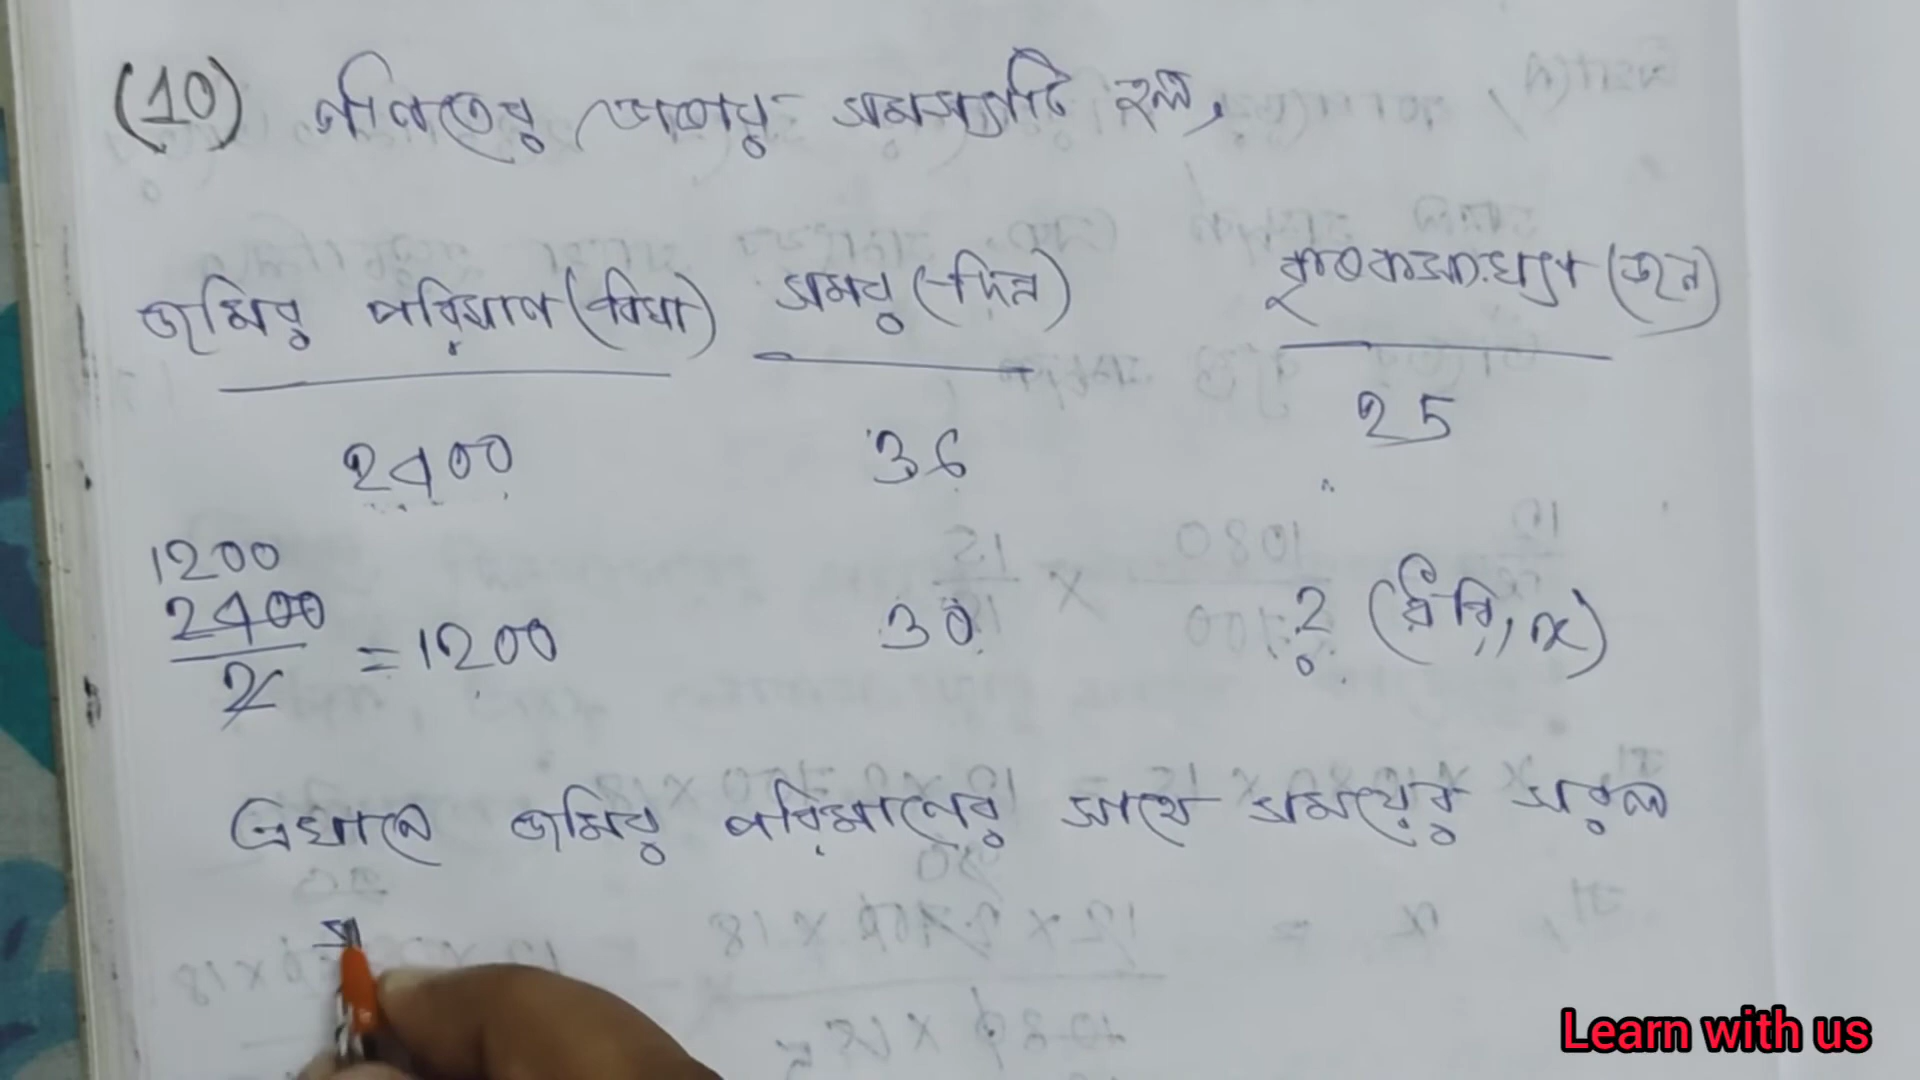 (10) গণিতের ভাষায় সমস্যাটি হল,
জমির পরিমাণ (বিঘা) সময় (দিন) কৃষকসংখ্যা (জন)
2400 36 25
1200
2400
2 = 1200 30 ? (ধরি, x)
এখানে জমির পরিমানের সাথে সময়ের সরল
স
Learn with us